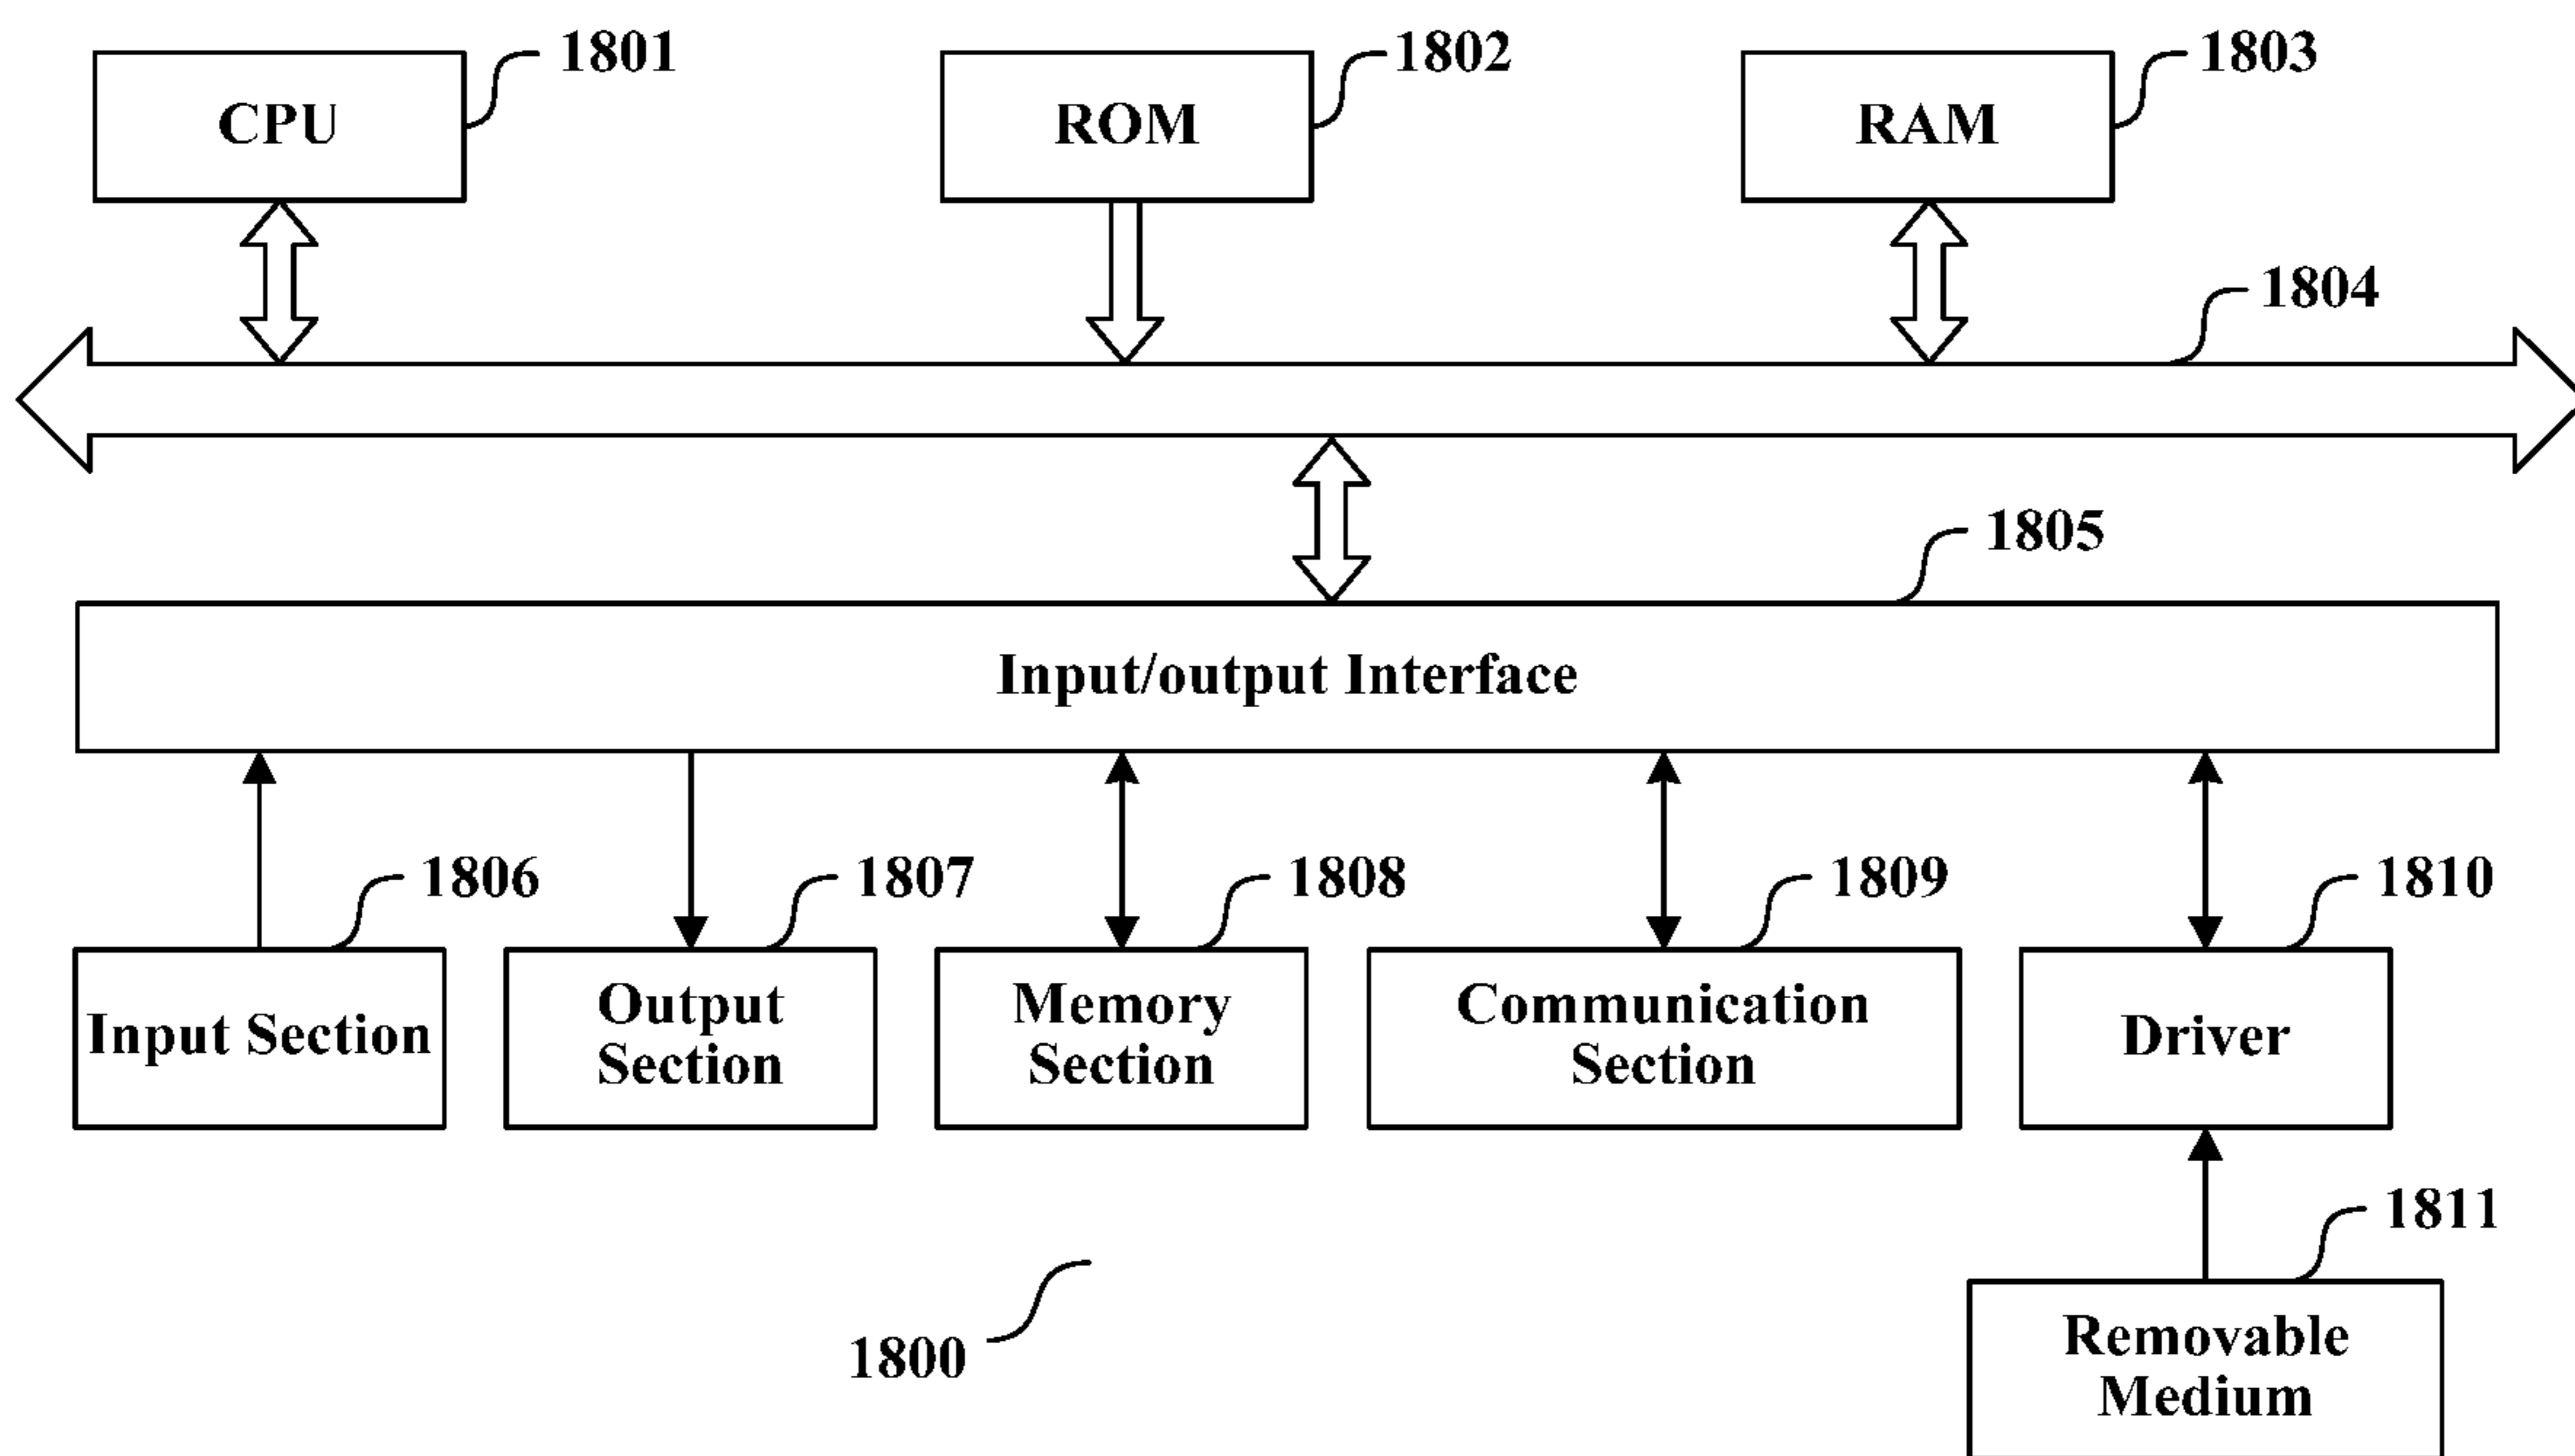 CPU
1801
ROM
1802
RAM
1803
1804
1805
Input/output Interface
1806
1807
1808
1809
1810
Input Section
Output
Section
Memory
Section
Communication
Section
Driver
1811
1800
Removable
Medium